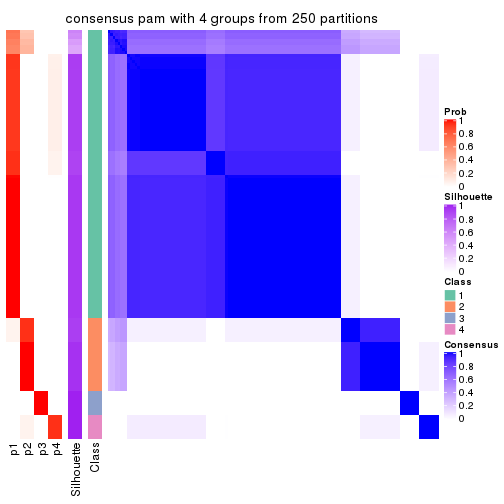 consensus pam with 4 groups from 250 partitions
Prob
1
0.8
0.6
0.4
0.2
0
Silhouette
1
0.8
0.6
0.4
0.2
0
Class
1
2
3
4
Consensus
1
0.8
0.6
0.4
0.2
0
p1
p2
p3
p4
Silhouette
Class